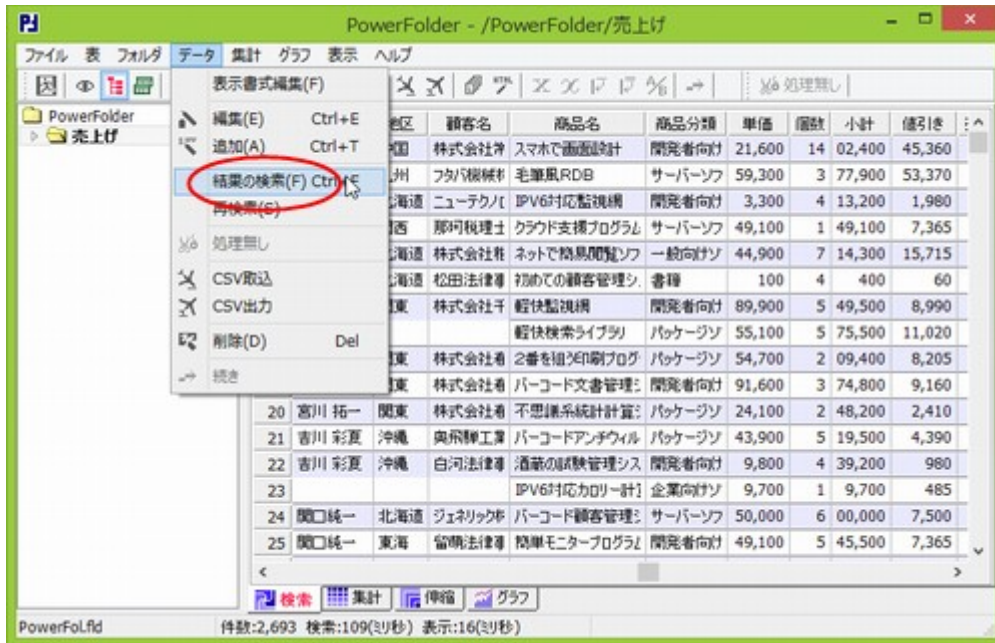 PowerFolder - /PowerFolder/売上げ
ファイル 表 フォルダ データ 集計 グラフ 表示 ヘルプ
処理無し
PowerFolder
売上げ
表示書式編集(F)
編集(E) Ctrl+E
追加(A) Ctrl+T
結果の検索(F) Ctrl+F
再検索(S)
処理無し
CSV取込
CSV出力
削除(D) Del
続き
地区 顧客名 商品名 商品分類 単価 個数 小計 値引き
スマホで画面設計 開発者向け 21,600 14 02,400 45,360
毛筆風RDB サーバーソフ 59,300 3 77,900 53,370
IPV6対応監視網 開発者向け 3,300 4 13,200 1,980
那珂税理士 クラウド支援プログラム サーバーソフ 49,100 1 49,100 7,365
ネットで簡易閲覧ソフ 一般向けソ 44,900 7 14,300 15,715
松田法律事 初めての顧客管理シ. 書籍 100 4 400 60
株式会社千 軽快監視網 開発者向け 89,900 5 49,500 8,990
軽快検索ライブラリ パッケージソ 55,100 5 75,500 11,020
株式会社着 2番を狙う印刷プログ パッケージソ 54,700 2 09,400 8,205
株式会社着 バーコード文書管理シ 開発者向け 91,600 3 74,800 9,160
20 宮川 拓一 関東 株式会社着 不思議系統計計算 パッケージソ 24,100 2 48,200 2,410
21 吉川 彩夏 沖縄 奥飛騨工業 バーコードアンチウィル パッケージソ 43,900 5 19,500 4,390
22 吉川 彩夏 沖縄 白河法律事 酒蔵の試験管理シス 開発者向け 9,800 4 39,200 980
23 IPV6対応カロリー計 企業向けソ 9,700 1 9,700 485
24 関口純一 北海道 ジェネリック バーコード顧客管理シ サーバーソフ 50,000 6 00,000 7,500
25 関口純一 東海 留萌法律事 簡単モニタープログラム 開発者向け 49,100 5 45,500 7,365
検索 集計 伸縮 グラフ
PowerFol.fld 件数:2,693 検索:109(ミリ秒) 表示:16(ミリ秒)